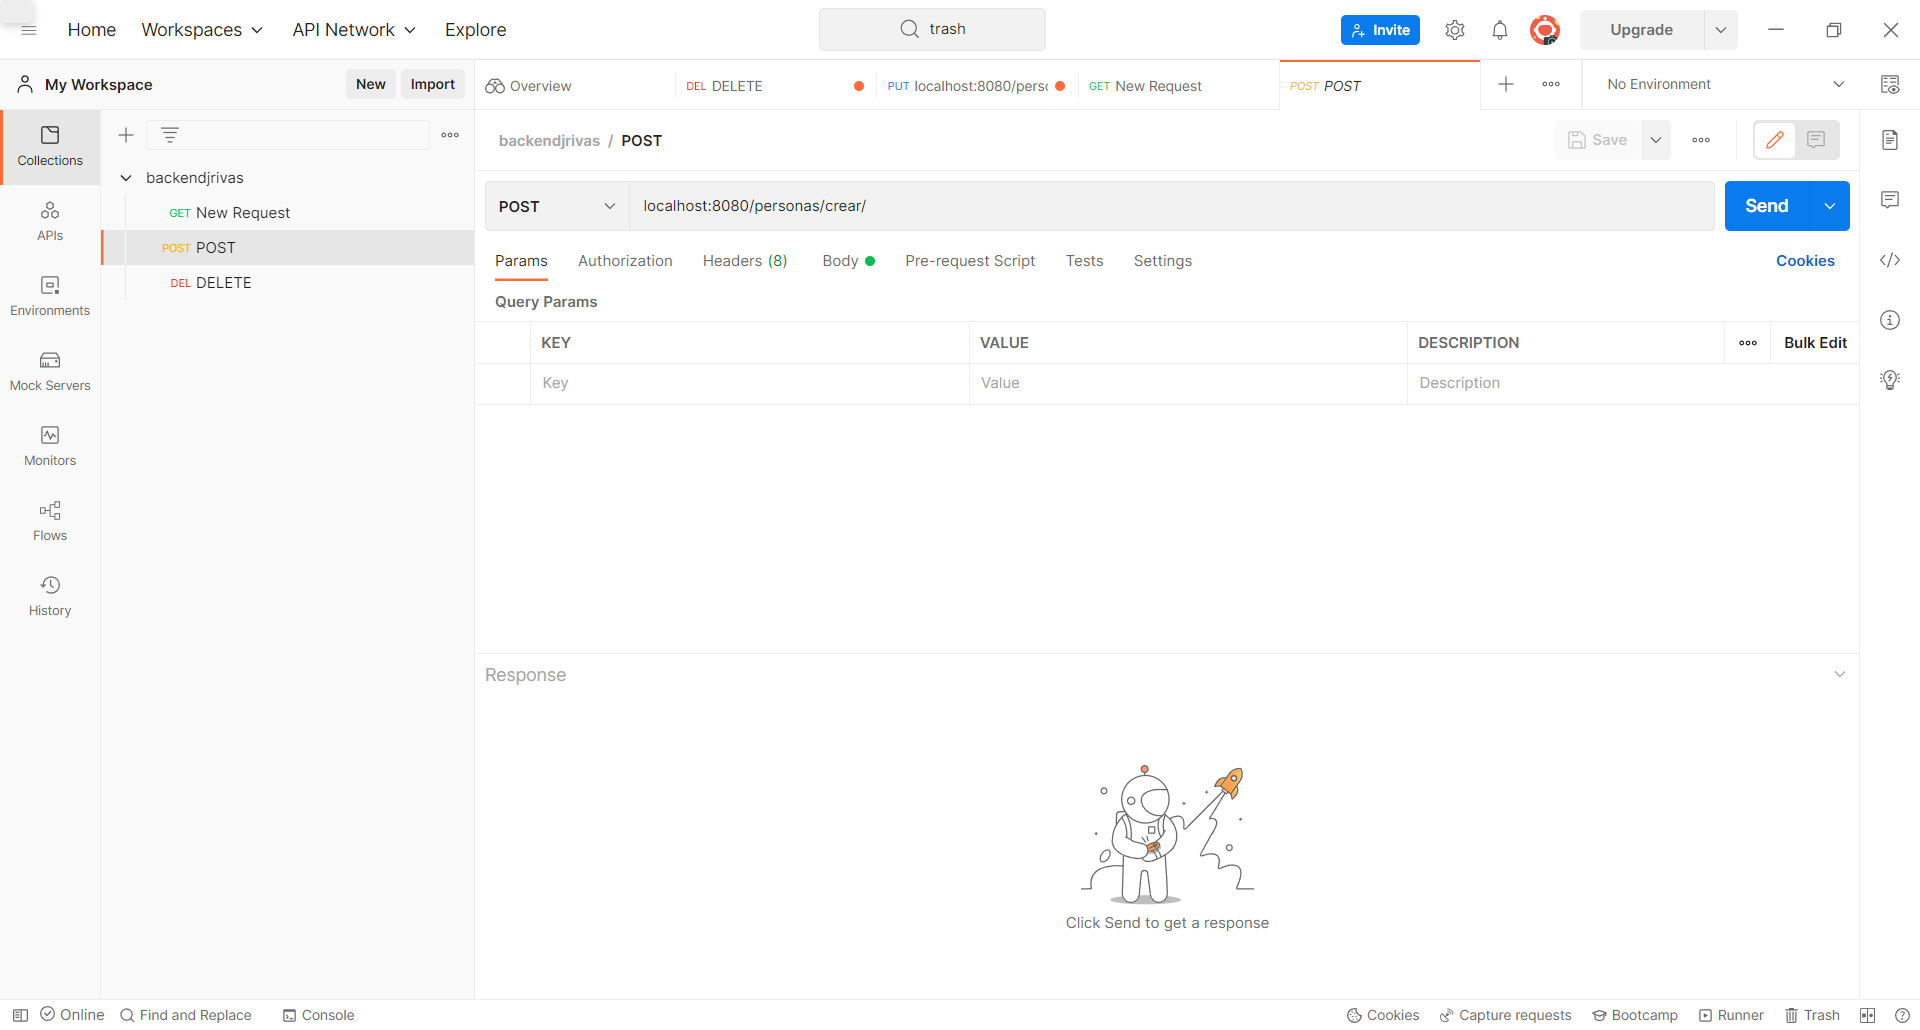 Home Workspaces API Network Explore trash Invite Upgrade
My Workspace New Import Overview DEL DELETE PUT localhost:8080/perso GET New Request POST POST No Environment
Collections
APIs
Environments
Mock Servers
Monitors
Flows
History
backendjrivas
GET New Request
POST POST
DEL DELETE
backendjrivas / POST Save
POST localhost:8080/personas/crear/ Send
Params Authorization Headers (8) Body Pre-request Script Tests Settings Cookies
Query Params
KEY VALUE DESCRIPTION Bulk Edit
Key Value Description
Response
Click Send to get a response
Online Find and Replace Console Cookies Capture requests Bootcamp Runner Trash